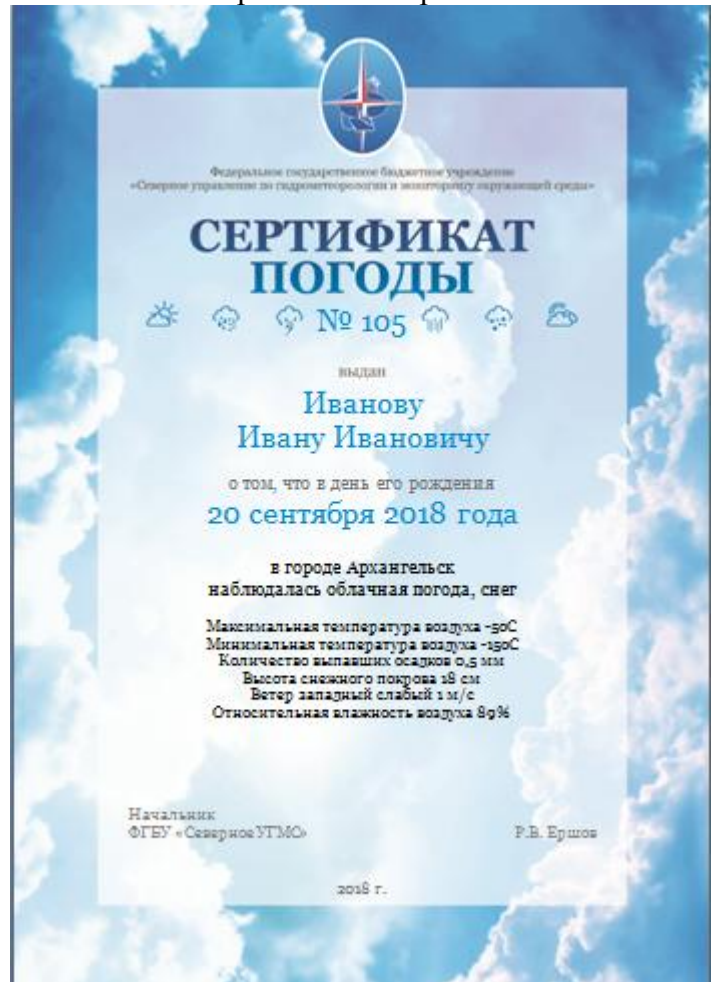 Федеральное государственное бюджетное учреждение
«Северное управление по гидрометеорологии и мониторингу окружающей среды»
СЕРТИФИКАТ
ПОГОДЫ
№ 105
выдан
Иванову
Ивану Ивановичу
о том, что в день его рождения
20 сентября 2018 года
в городе Архангельск
наблюдалась облачная погода, снег
Максимальная температура воздуха -50С
Минимальная температура воздуха -150С
Количество выпавших осадков 0,5 мм
Высота снежного покрова 18 см
Ветер западный слабый 1 м/с
Относительная влажность воздуха 89%
Начальник
ФГБУ «Северное УГМС»
Р.В. Ершов
2018 г.